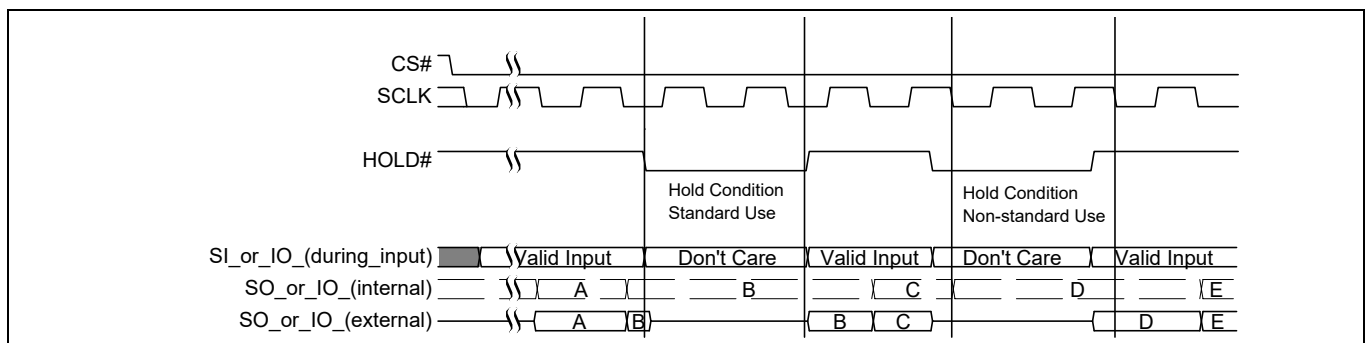 CS#
SCLK
HOLD#
Hold Condition
Standard Use
Hold Condition
Non-standard Use
SI_or_IO_(during_input) Valid Input Don't Care Valid Input Don't Care Valid Input
SO_or_IO_(internal) A B C D E
SO_or_IO_(external) A B B C D E